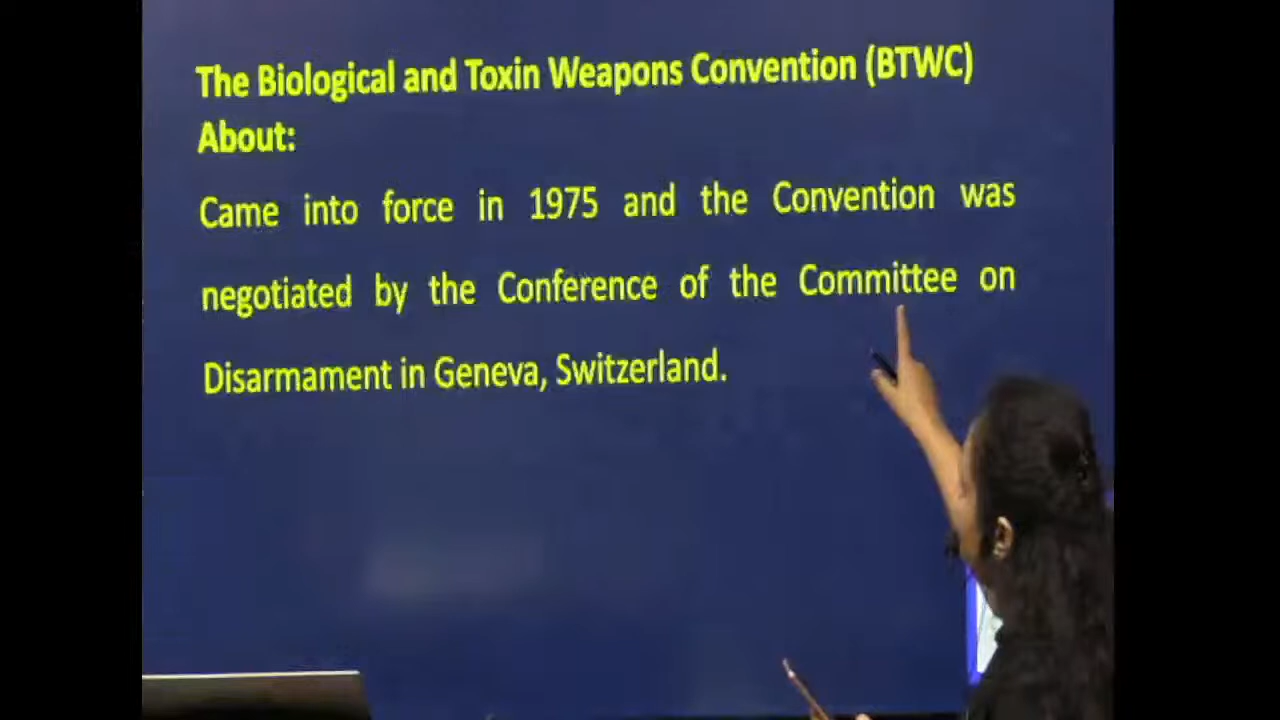 The Biological and Toxin Weapons Convention (BTWC)
About:
Came into force in 1975 and the Convention was
negotiated by the Conference of the Committee on
Disarmament in Geneva, Switzerland.